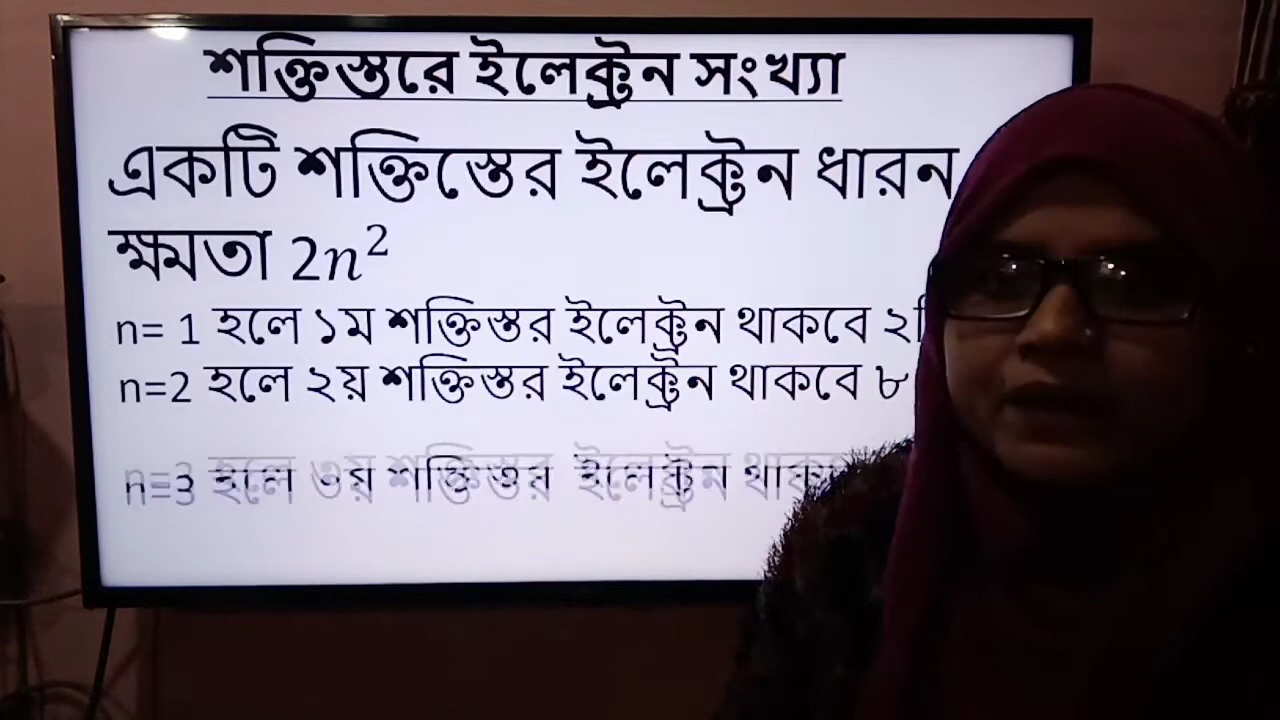 শক্তিস্তরে ইলেক্ট্রন সংখ্যা
একটি শক্তিস্তের ইলেক্ট্রন ধারন
ক্ষমতা 2n²
n= 1 হলে ১ম শক্তিস্তর ইলেক্ট্রন থাকবে ২টি
n=2 হলে ২য় শক্তিস্তর ইলেক্ট্রন থাকবে ৮
n=3 হলে ৩য় শক্তিস্তর ইলেক্ট্রন